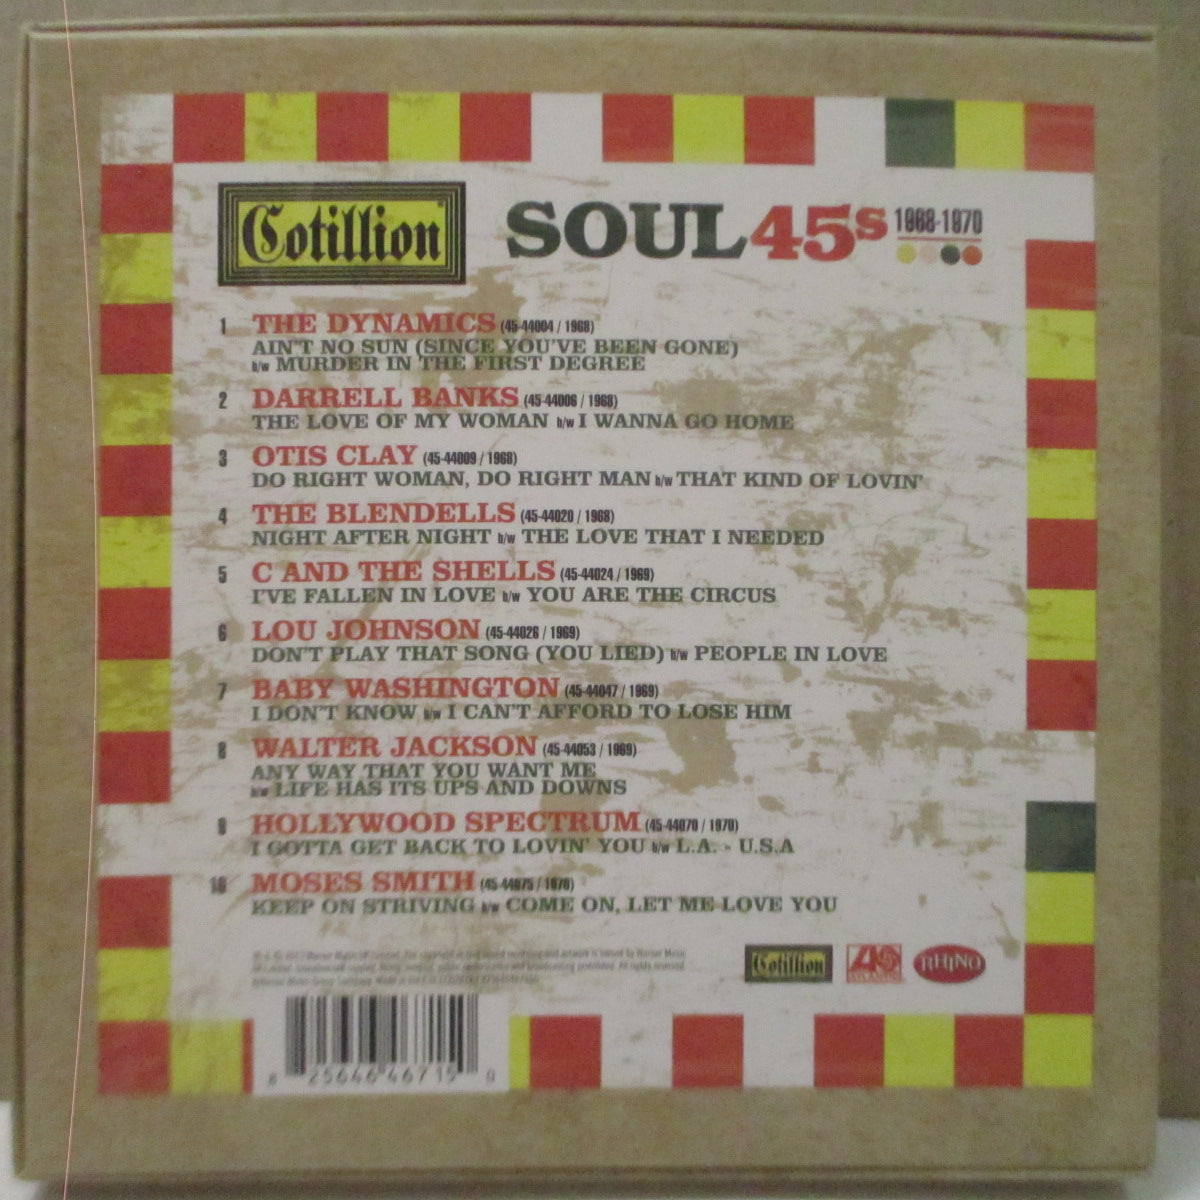 Cotillion SOUL 45s 1968-1970
1 THE DYNAMICS (45-44004 / 1968)
AIN'T NO SUN (SINCE YOU'VE BEEN GONE)
b/w MURDER IN THE FIRST DEGREE
2 DARRELL BANKS (45-44006 / 1968)
THE LOVE OF MY WOMAN b/w I WANNA GO HOME
3 OTIS CLAY (45-44009 / 1968)
DO RIGHT WOMAN, DO RIGHT MAN b/w THAT KIND OF LOVIN'
4 THE BLENDELLS (45-44020 / 1968)
NIGHT AFTER NIGHT b/w THE LOVE THAT I NEEDED
5 C AND THE SHELLS (45-44024 / 1969)
I'VE FALLEN IN LOVE b/w YOU ARE THE CIRCUS
6 LOU JOHNSON (45-44026 / 1969)
DON'T PLAY THAT SONG (YOU LIED) b/w PEOPLE IN LOVE
7 BABY WASHINGTON (45-44047 / 1969)
I DON'T KNOW b/w I CAN'T AFFORD TO LOSE HIM
8 WALTER JACKSON (45-44053 / 1969)
ANY WAY THAT YOU WANT ME
b/w LIFE HAS ITS UPS AND DOWNS
9 HOLLYWOOD SPECTRUM (45-44070 / 1970)
I GOTTA GET BACK TO LOVIN' YOU b/w L.A. - U.S.A
10 MOSES SMITH (45-44075 / 1970)
KEEP ON STRIVING b/w COME ON, LET ME LOVE YOU
Cotillion ATLANTIC RHINO
8 25646 46715 0